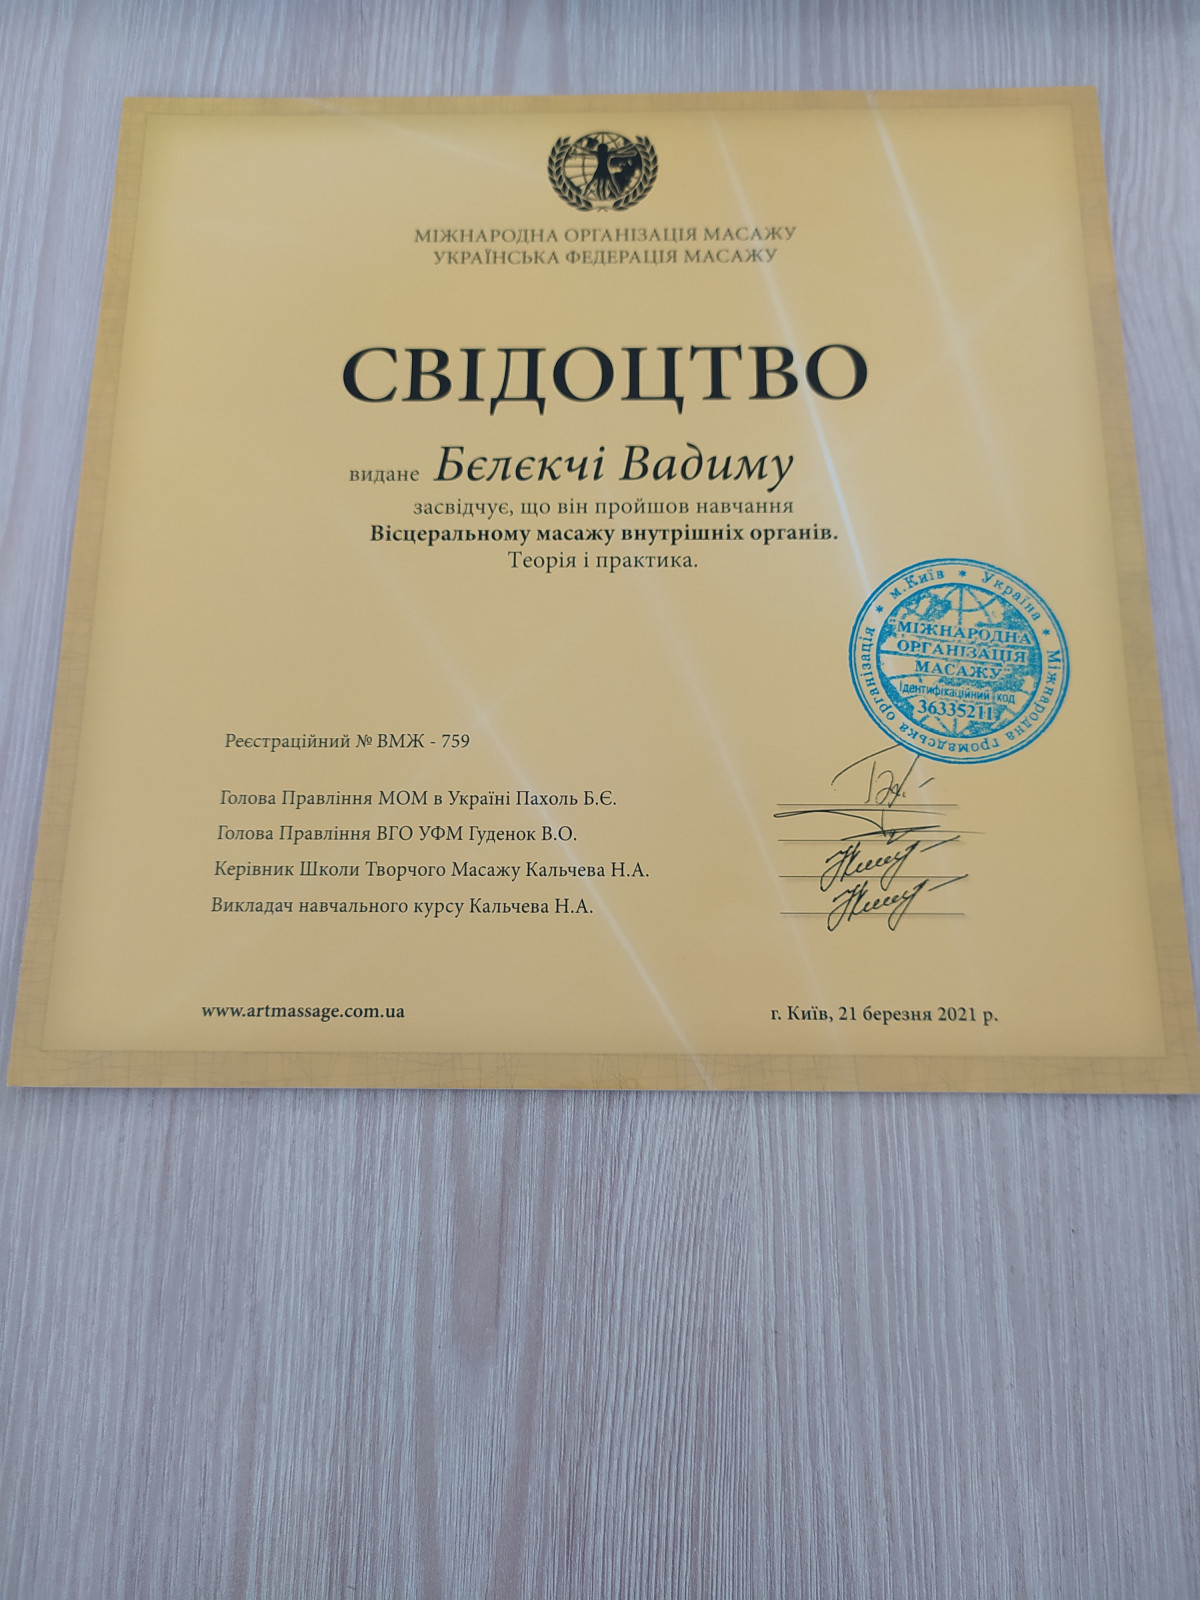 МІЖНАРОДНА ОРГАНІЗАЦІЯ МАСАЖУ
УКРАЇНСЬКА ФЕДЕРАЦІЯ МАСАЖУ
СВІДОЦТВО
видане Бєлєкчі Вадиму
засвідчує, що він пройшов навчання
Вісцеральному масажу внутрішніх органів.
Теорія і практика.
м.Київ * Україна * Міжнародна громадська організація *
МІЖНАРОДНА
ОРГАНІЗАЦІЯ
МАСАЖУ
Ідентифікаційний код
36335211
Реєстраційний № ВМЖ - 759
Голова Правління МОМ в Україні Пахоль Б.Є.
Голова Правління ВГО УФМ Гуденок В.О.
Керівник Школи Творчого Масажу Кальчева Н.А.
Викладач навчального курсу Кальчева Н.А.
www.artmassage.com.ua
г. Київ, 21 березня 2021 р.